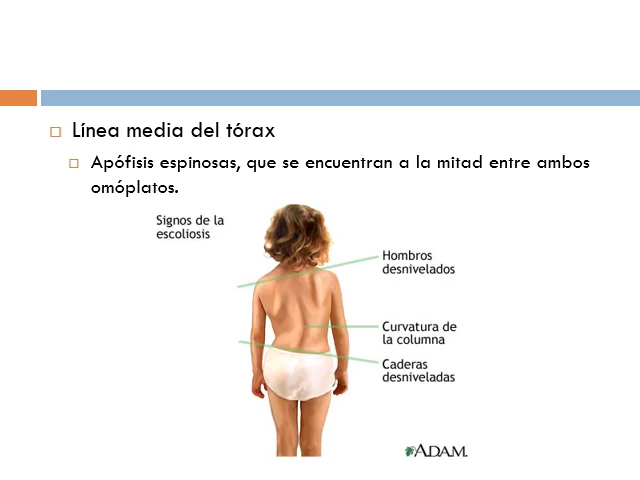 Línea media del tórax
Apófisis espinosas, que se encuentran a la mitad entre ambos
omóplatos.
Signos de la
escoliosis
Hombros
desnivelados
Curvatura de
la columna
Caderas
desniveladas
ADAM.